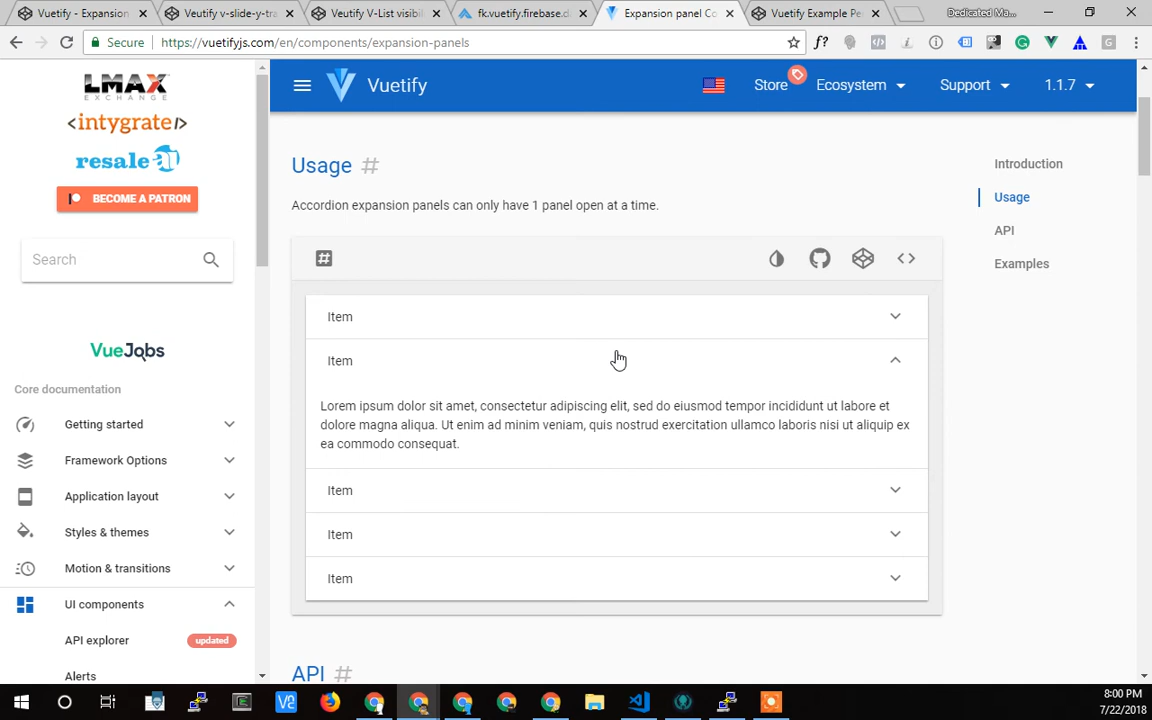 Vuetify - Expansion
Veutify v-slide-y-tra
Veutify V-List visibil
fk.vuetify.firebase.c
Expansion panel Co
Vuetify Example Pe
Dedicated Ma...
Secure
https://vuetifyjs.com/en/components/expansion-panels
f?
LMAX
EXCHANGE
<intygrate/>
resale
BECOME A PATRON
Search
VueJobs
Core documentation
Getting started
Framework Options
Application layout
Styles & themes
Motion & transitions
UI components
API explorer
updated
Alerts
Vuetify
Store
Ecosystem
Support
1.1.7
Usage #
Accordion expansion panels can only have 1 panel open at a time.
Item
Item
Lorem ipsum dolor sit amet, consectetur adipiscing elit, sed do eiusmod tempor incididunt ut labore et
dolore magna aliqua. Ut enim ad minim veniam, quis nostrud exercitation ullamco laboris nisi ut aliquip ex
ea commodo consequat.
Item
Item
Item
API #
Introduction
Usage
API
Examples
8:00 PM
7/22/2018